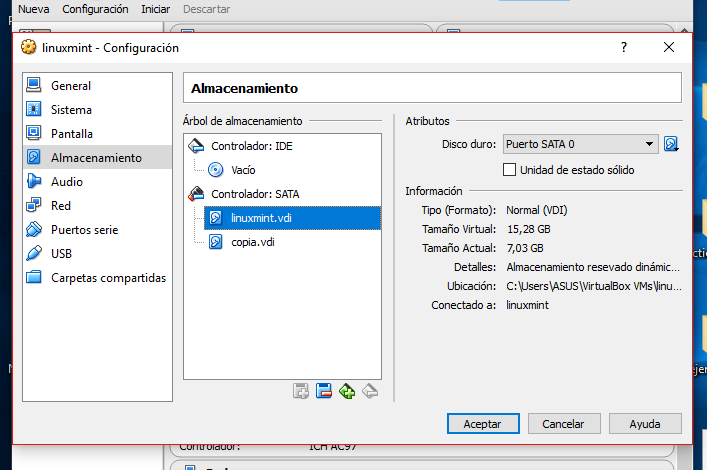 Nueva Configuración Iniciar Descartar
linuxmint - Configuración
General
Sistema
Pantalla
Almacenamiento
Audio
Red
Puertos serie
USB
Carpetas compartidas
Almacenamiento
Árbol de almacenamiento
Controlador: IDE
Vacío
Controlador: SATA
linuxmint.vdi
copia.vdi
Atributos
Disco duro: Puerto SATA 0
Unidad de estado sólido
Información
Tipo (Formato): Normal (VDI)
Tamaño Virtual: 15,28 GB
Tamaño Actual: 7,03 GB
Detalles: Almacenamiento resevado dinámic...
Ubicación: C:\Users\ASUS\VirtualBox VMs\linu...
Conectado a: linuxmint
Aceptar Cancelar Ayuda
Controlador: ICH AC97